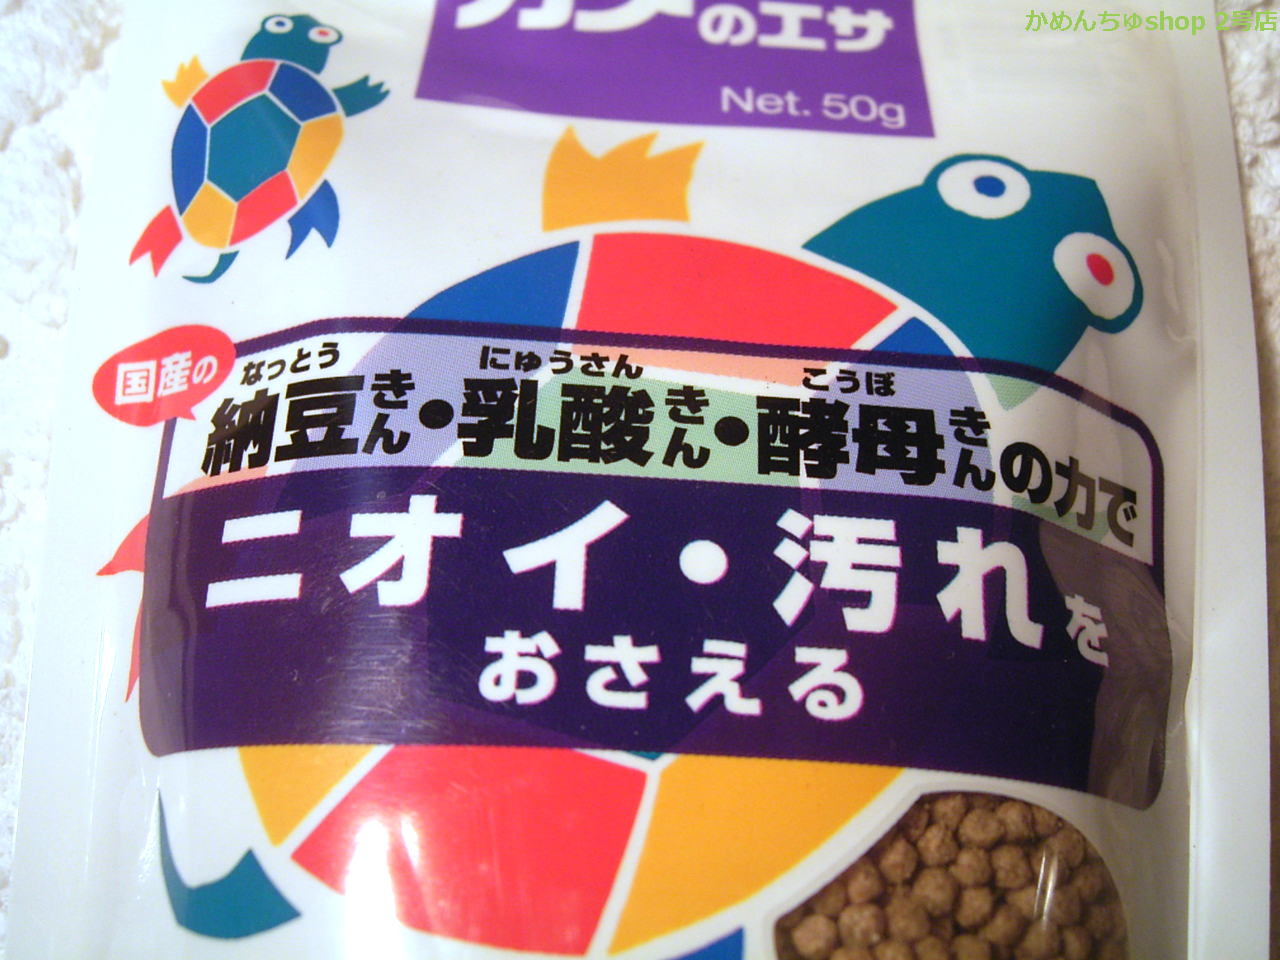 かめんちゅshop 2号店
カメのエサ
Net. 50g
国産の
なっとう にゅうさん こうぼ
納豆きん・乳酸きん・酵母きんの力で
ニオイ・汚れを
おさえる